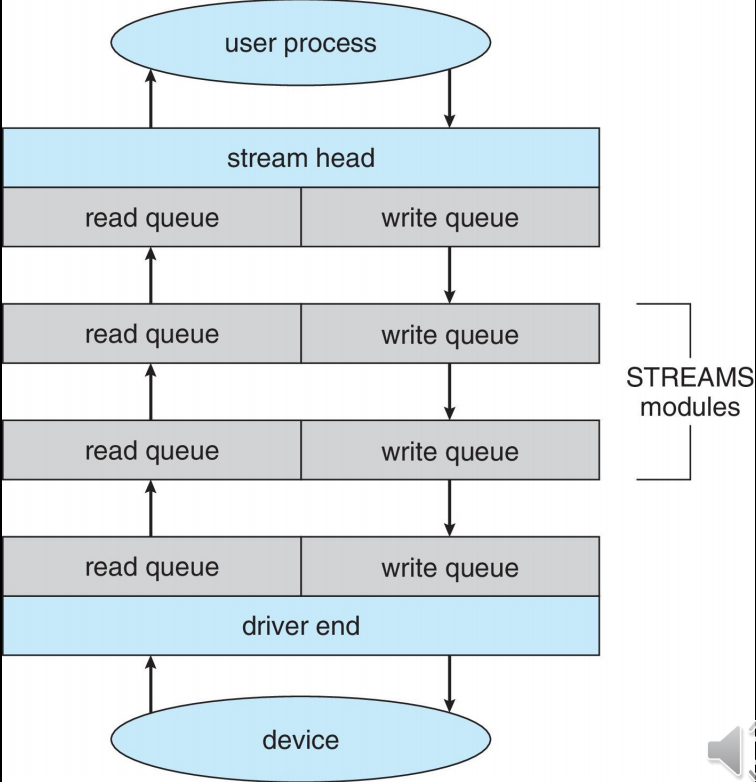 user process
stream head
read queue write queue
read queue write queue
STREAMS
modules
read queue write queue
read queue write queue
driver end
device